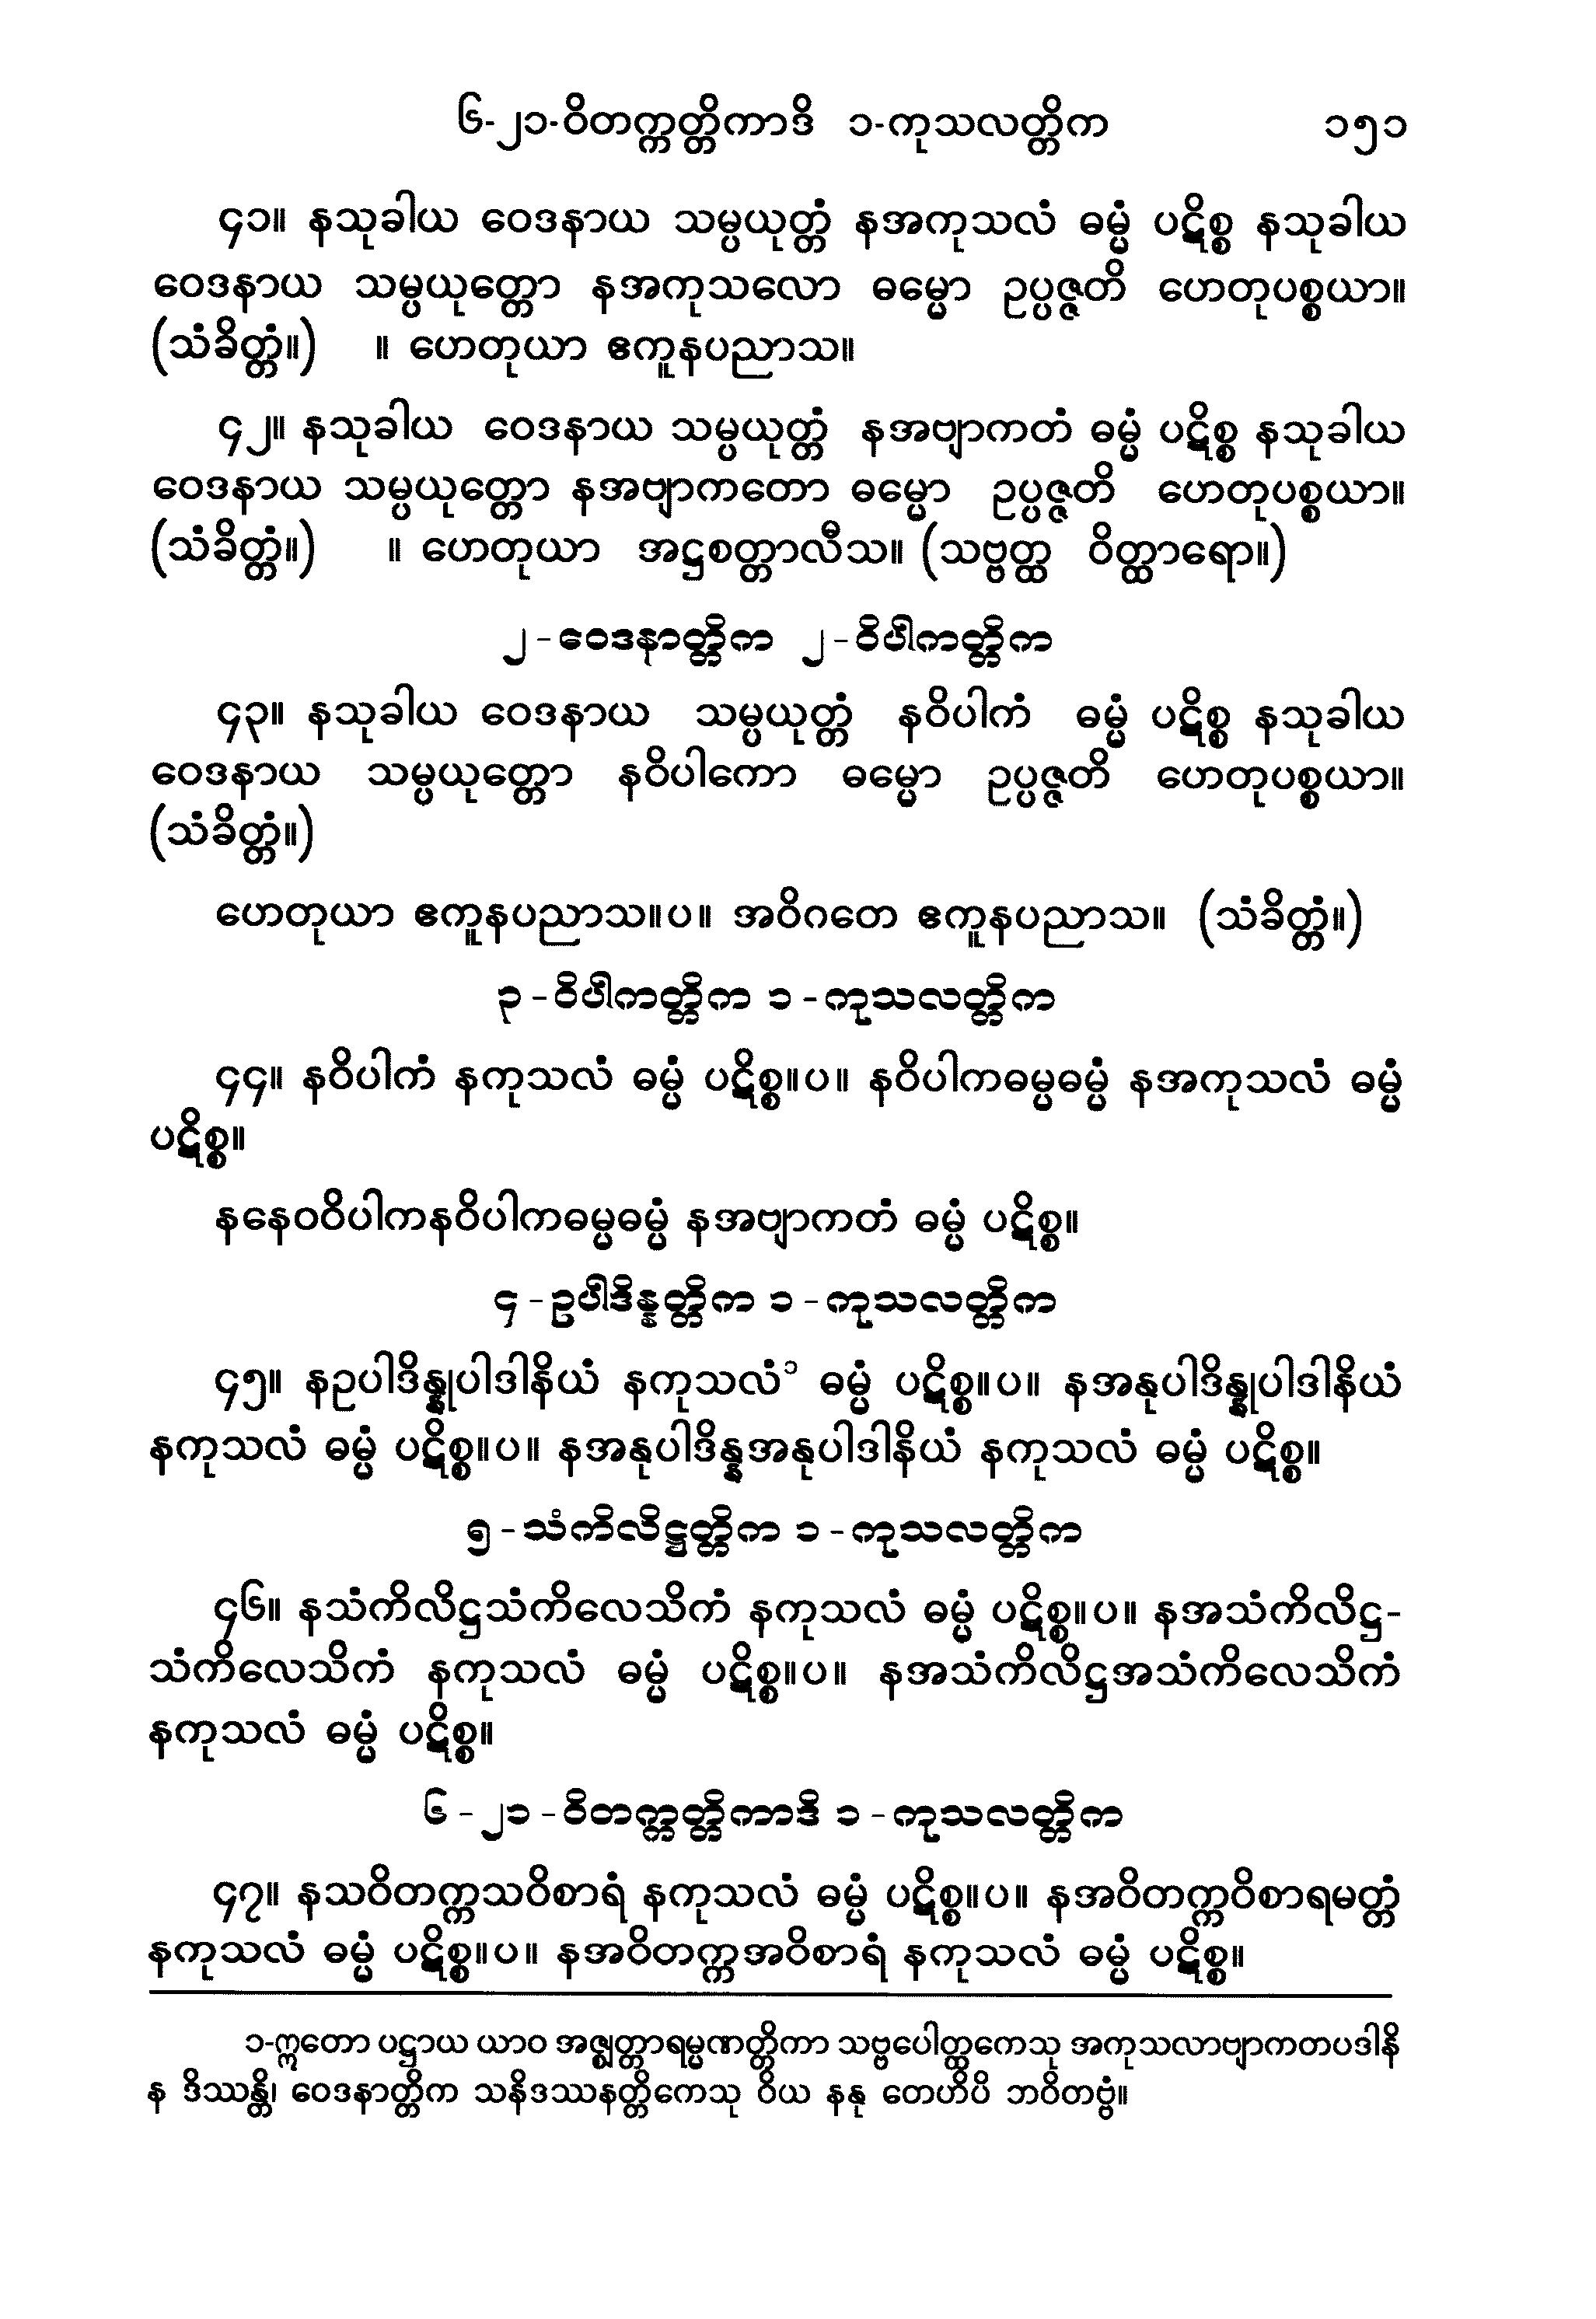 ၆-၂၁-ဝိတက္ကတ္တိကာဒိ ၁-ကုသလတ္တိက ၁၅၁
၄၁။ နသုခါယ ဝေဒနာယ သမ္ပယုတ္တံ နအကုသလံ ဓမ္မံ ပဋိစ္စ နသုခါယ
ဝေဒနာယ သမ္ပယုတ္တော နအကုသလော ဓမ္မော ဥပ္ပဇ္ဇတိ ဟေတုပစ္စယာ။
(သံခိတ္တံ။) ။ ဟေတုယာ ဧကူနပညာသ။
၄၂။ နသုခါယ ဝေဒနာယ သမ္ပယုတ္တံ နအဗျာကတံ ဓမ္မံ ပဋိစ္စ နသုခါယ
ဝေဒနာယ သမ္ပယုတ္တော နအဗျာကတော ဓမ္မော ဥပ္ပဇ္ဇတိ ဟေတုပစ္စယာ။
(သံခိတ္တံ။) ။ ဟေတုယာ အဋ္ဌစတ္တာလီသ။ (သဗ္ဗတ္ထ ဝိတ္ထာရော။)
၂-ဝေဒနာတ္တိက ၂-ဝိပါကတ္တိက
၄၃။ နသုခါယ ဝေဒနာယ သမ္ပယုတ္တံ နဝိပါကံ ဓမ္မံ ပဋိစ္စ နသုခါယ
ဝေဒနာယ သမ္ပယုတ္တော နဝိပါကော ဓမ္မော ဥပ္ပဇ္ဇတိ ဟေတုပစ္စယာ။
(သံခိတ္တံ။)
ဟေတုယာ ဧကူနပညာသ။ပ။ အဝိဂတေ ဧကူနပညာသ။ (သံခိတ္တံ။)
၃-ဝိပါကတ္တိက ၁-ကုသလတ္တိက
၄၄။ နဝိပါကံ နကုသလံ ဓမ္မံ ပဋိစ္စ။ပ။ နဝိပါကဓမ္မဓမ္မံ နအကုသလံ ဓမ္မံ
ပဋိစ္စ။
နနေဝဝိပါကနဝိပါကဓမ္မဓမ္မံ နအဗျာကတံ ဓမ္မံ ပဋိစ္စ။
၄-ဥပါဒိန္နတ္တိက ၁-ကုသလတ္တိက
၄၅။ နဥပါဒိန္နုပါဒါနိယံ နကုသလံ၁ ဓမ္မံ ပဋိစ္စ။ပ။ နအနုပါဒိန္နုပါဒါနိယံ
နကုသလံ ဓမ္မံ ပဋိစ္စ။ပ။ နအနုပါဒိန္နအနုပါဒါနိယံ နကုသလံ ဓမ္မံ ပဋိစ္စ။
၅-သံကိလိဋ္ဌတ္တိက ၁-ကုသလတ္တိက
၄၆။ နသံကိလိဋ္ဌသံကိလေသိကံ နကုသလံ ဓမ္မံ ပဋိစ္စ။ပ။ နအသံကိလိဋ္ဌ-
သံကိလေသိကံ နကုသလံ ဓမ္မံ ပဋိစ္စ။ပ။ နအသံကိလိဋ္ဌအသံကိလေသိကံ
နကုသလံ ဓမ္မံ ပဋိစ္စ။
၆-၂၁-ဝိတက္ကတ္တိကာဒိ ၁-ကုသလတ္တိက
၄၇။ နသဝိတက္ကသဝိစာရံ နကုသလံ ဓမ္မံ ပဋိစ္စ။ပ။ နအဝိတက္ကဝိစာရမတ္တံ
နကုသလံ ဓမ္မံ ပဋိစ္စ။ပ။ နအဝိတက္ကအဝိစာရံ နကုသလံ ဓမ္မံ ပဋိစ္စ။
၁-ဣတော ပဋ္ဌာယ ယာဝ အဇ္ဈတ္တာရမ္မဏတ္တိကာ သဗ္ဗပေါတ္ထကေသု အကုသလာဗျာကတပဒါနိ
န ဒိဿန္တိ၊ ဝေဒနာတ္တိက သနိဒဿနတ္တိကေသု ဝိယ နနု တေဟိပိ ဘဝိတဗ္ဗံ။